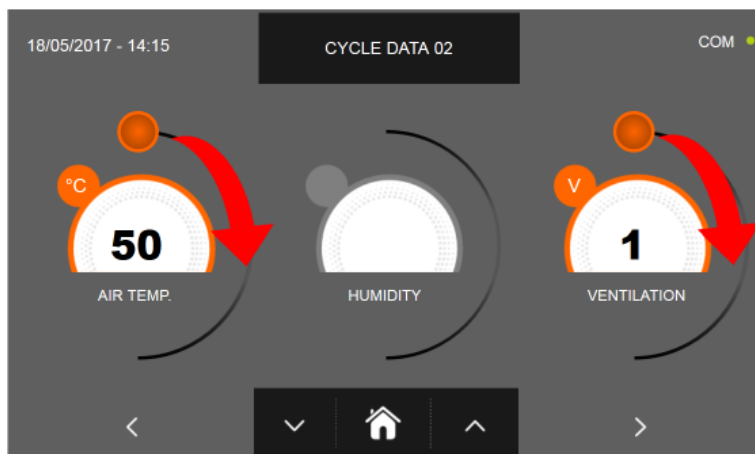 18/05/2017 - 14:15
CYCLE DATA 02
COM
°C
50
AIR TEMP.
HUMIDITY
V
1
VENTILATION